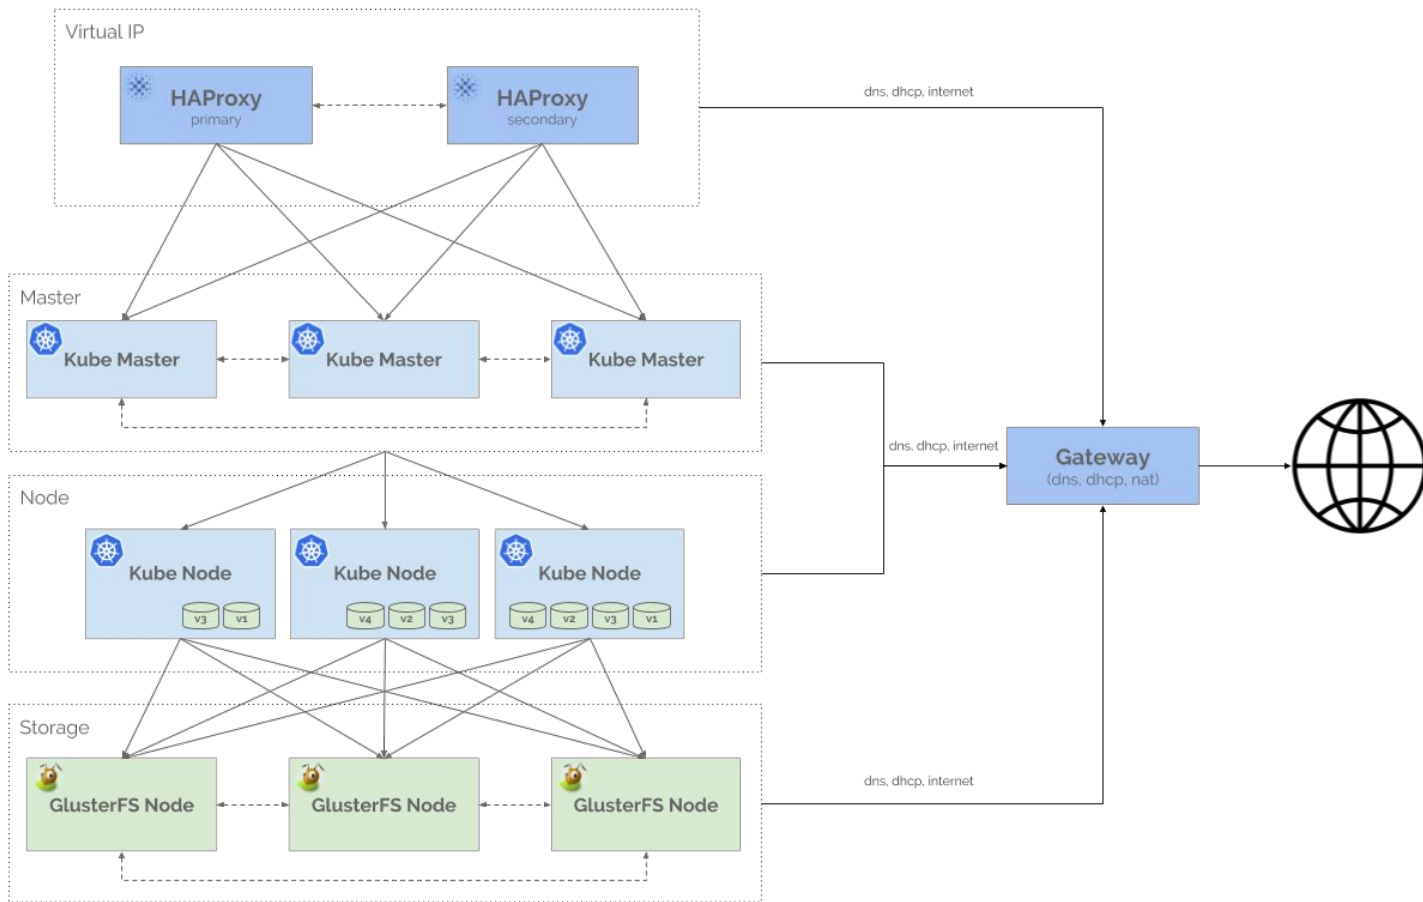 Virtual IP
HAProxy
primary
HAProxy
secondary
dns, dhcp, internet
Master
Kube Master
Kube Master
Kube Master
dns, dhcp, internet
Gateway
(dns, dhcp, nat)
Node
Kube Node
v3 v1
Kube Node
v4 v2 v3
Kube Node
v4 v2 v3 v1
Storage
GlusterFS Node
GlusterFS Node
GlusterFS Node
dns, dhcp, internet